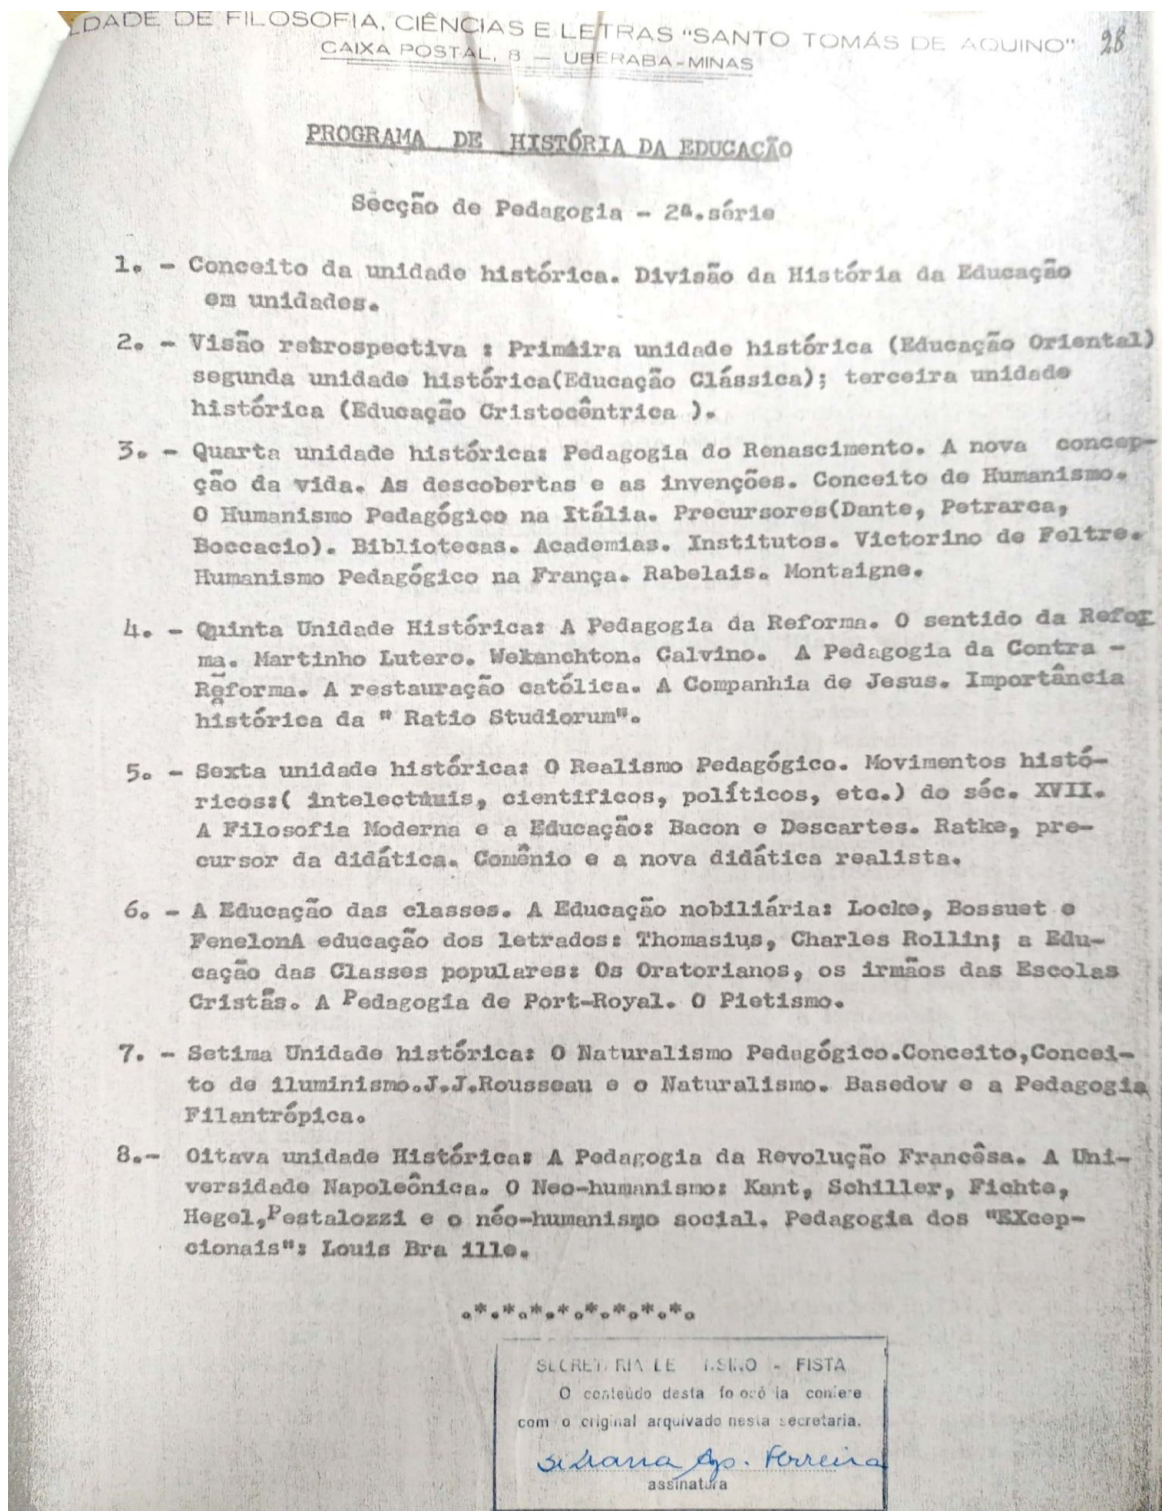 LDADE DE FILOSOFIA, CIÊNCIAS E LETRAS "SANTO TOMÁS DE AQUINO" 28
CAIXA POSTAL, 8 — UBERABA-MINAS
PROGRAMA DE HISTÓRIA DA EDUCAÇÃO
Secção de Pedagogia - 2ª.série
1. - Conceito da unidade histórica. Divisão da História da Educação
em unidades.
2. - Visão retrospectiva : Primeira unidade histórica (Educação Oriental)
segunda unidade histórica(Educação Clássica); terceira unidade
histórica (Educação Cristocêntrica ).
3. - Quarta unidade histórica: Pedagogia do Renascimento. A nova concep-
ção da vida. As descobertas e as invenções. Conceito de Humanismo.
O Humanismo Pedagógico na Itália. Precursores(Dante, Petrarca,
Boccacio). Bibliotecas. Academias. Institutos. Victorino de Feltre.
Humanismo Pedagógico na França. Rabelais. Montaigne.
4. - Quinta Unidade Histórica: A Pedagogia da Reforma. O sentido da Refor
ma. Martinho Lutero. Wekanchton. Calvino. A Pedagogia da Contra -
Reforma. A restauração católica. A Companhia de Jesus. Importância
histórica da " Ratio Studiorum".
5. - Sexta unidade histórica: O Realismo Pedagógico. Movimentos histó-
ricos:( intelectuais, cientificos, políticos, etc.) do séc. XVII.
A Filosofia Moderna e a Educação: Bacon e Descartes. Ratke, pre-
cursor da didática. Comênio e a nova didática realista.
6. - A Educação das classes. A Educação nobiliária: Locke, Bossuet e
FenelonA educação dos letrados: Thomasius, Charles Rollin; a Edu-
cação das Classes populares: Os Oratorianos, os irmãos das Escolas
Cristãs. A Pedagogia de Port-Royal. O Pietismo.
7. - Setima Unidade histórica: O Naturalismo Pedagógico.Conceito,Concei-
to de iluminismo.J.J.Rousseau e o Naturalismo. Basedow e a Pedagogia
Filantrópica.
8.- Oitava unidade Histórica: A Pedagogia da Revolução Francêsa. A Uni-
versidade Napoleônica. O Neo-humanismo: Kant, Schiller, Fichte,
Hegel,Pestalozzi e o néo-humanismo social. Pedagogia dos "EXcep-
cionais": Louis Bra ille.
.*.*.*.*.*.*.*.*.
- FISTA
O conteúdo desta confere
com o original arquivado nesta secretaria.
Ap. Ferreira
assinatura